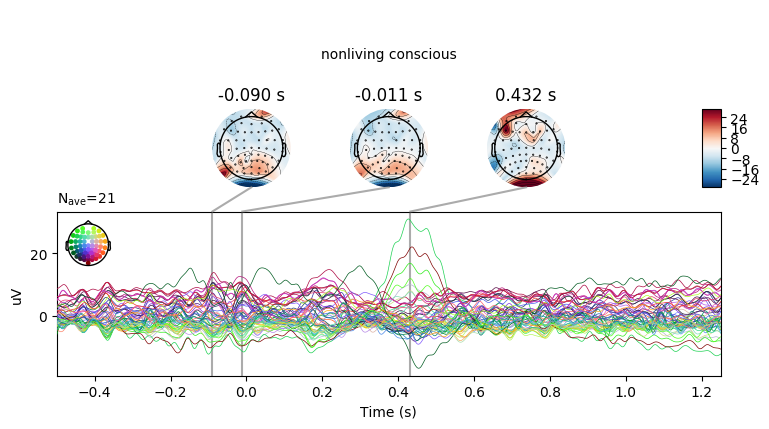 nonliving conscious
-0.090 s
-0.011 s
0.432 s
24
16
8
0
−8
−16
−24
Nave=21
20
0
uV
−0.4
−0.2
0.0
0.2
0.4
0.6
0.8
1.0
1.2
Time (s)